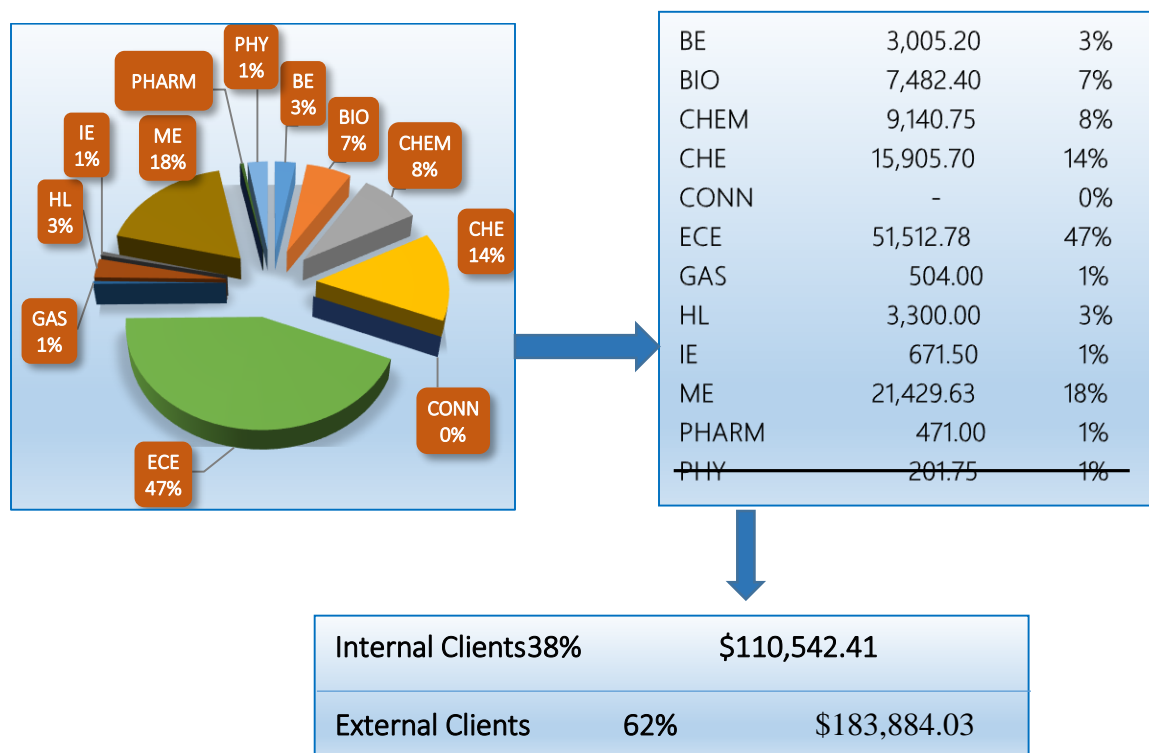 PHY
1%
PHARM
BE
3%
BIO
7%
IE
1%
ME
18%
CHEM
8%
HL
3%
CHE
14%
GAS
1%
CONN
0%
ECE
47%
BE 3,005.20 3%
BIO 7,482.40 7%
CHEM 9,140.75 8%
CHE 15,905.70 14%
CONN - 0%
ECE 51,512.78 47%
GAS 504.00 1%
HL 3,300.00 3%
IE 671.50 1%
ME 21,429.63 18%
PHARM 471.00 1%
PHY 201.75 1%
Internal Clients38% $110,542.41
External Clients 62% $183,884.03